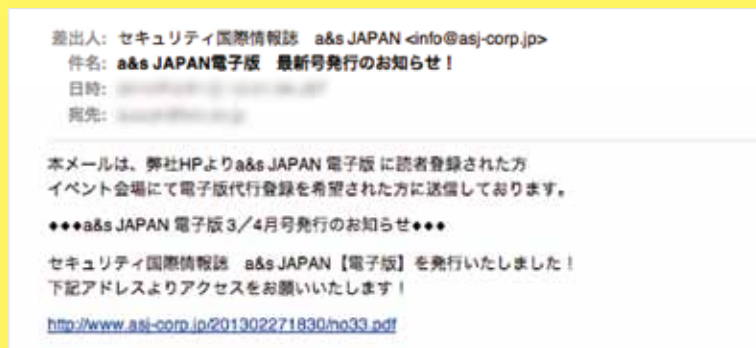 差出人: セキュリティ国際情報誌　a&s JAPAN <info@asj-corp.jp>
件名: a&s JAPAN電子版　最新号発行のお知らせ！
日時:
宛先:
本メールは、弊社HPよりa&s JAPAN 電子版 に読者登録された方
イベント会場にて電子版代行登録を希望された方に送信しております。
◆◆◆a&s JAPAN 電子版 3／4月号発行のお知らせ◆◆◆
セキュリティ国際情報誌　a&s JAPAN【電子版】を発行いたしました！
下記アドレスよりアクセスをお願いいたします！
http://www.asj-corp.jp/201302271830/no33.pdf